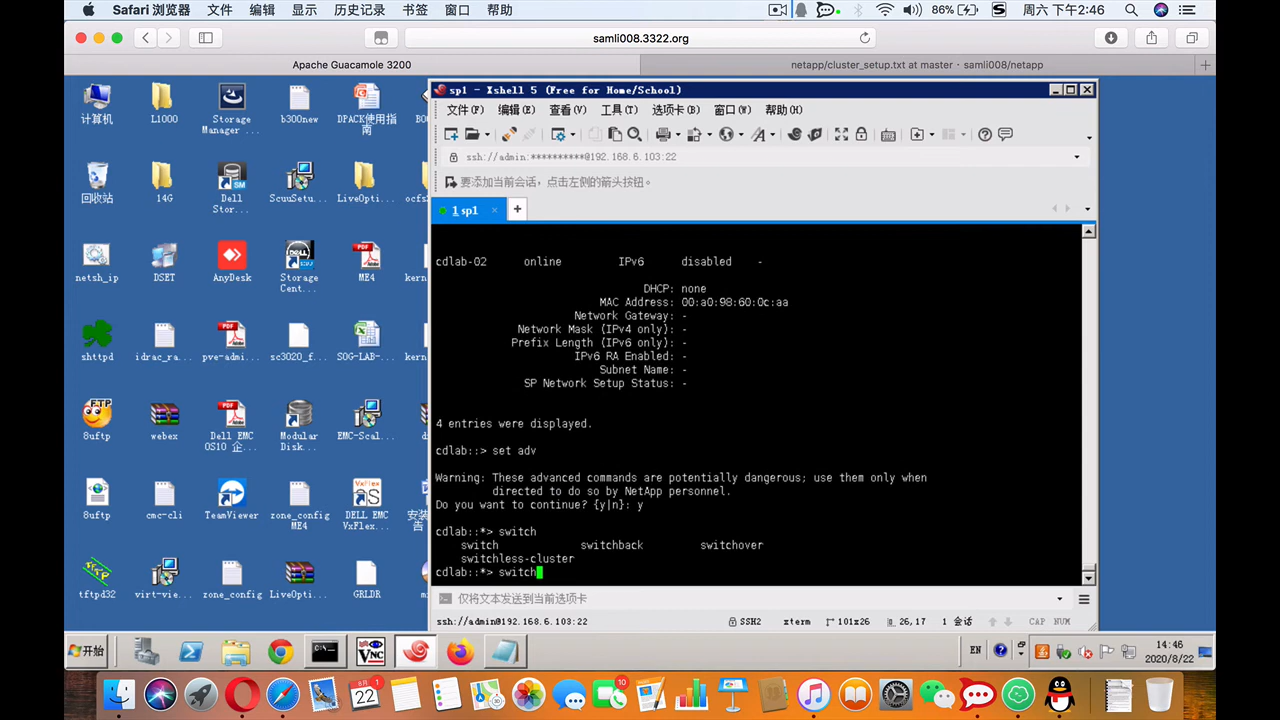 Safari 浏览器 文件 编辑 显示 历史记录 书签 窗口 帮助 86% 周六 下午2:46
samli008.3322.org
Apache Guacamole 3200
netapp/cluster_setup.txt at master · samli008/netapp
计算机
L1000
Storage Manager ...
b300new
DPACK使用指南
回收站
14G
Dell Stor...
ScuuSetu...
LiveOpti...
ocfs
netsh_ip
DSET
AnyDesk
Storage Cent...
ME4
kern
shttpd
idrac_ra...
pve-admi...
sc3020_f...
SOG-LAB-...
kern
8uftp
webex
Dell EMC OS10 企...
Modular Disk...
EMC-Scal...
8uftp
cmc-cli
TeamViewer
zone_config ME4
DELL EMC VxFlex...
安装
告
tftpd32
virt-vie...
zone_config
LiveOpti...
GRLDR
sp1 - Xshell 5 (Free for Home/School)
文件(F) 编辑(E) 查看(V) 工具(T) 选项卡(B) 窗口(W) 帮助(H)
ssh://admin:**********@192.168.6.103:22
要添加当前会话，点击左侧的箭头按钮。
1 sp1
cdlab-02 online IPv6 disabled -
DHCP: none
MAC Address: 00:a0:98:60:0c:aa
Network Gateway: -
Network Mask (IPv4 only): -
Prefix Length (IPv6 only): -
IPv6 RA Enabled: -
Subnet Name: -
SP Network Setup Status: -
4 entries were displayed.
cdlab::> set adv
Warning: These advanced commands are potentially dangerous; use them only when
directed to do so by NetApp personnel.
Do you want to continue? {y|n}: y
cdlab::*> switch
switch switchback switchover
switchless-cluster
cdlab::*> switch
仅将文本发送到当前选项卡
ssh://admin@192.168.6.103:22 SSH2 xterm 101x26 26,17 1 会话 CAP NUM
开始
EN
14:46
2020/8/22
8月
22
10